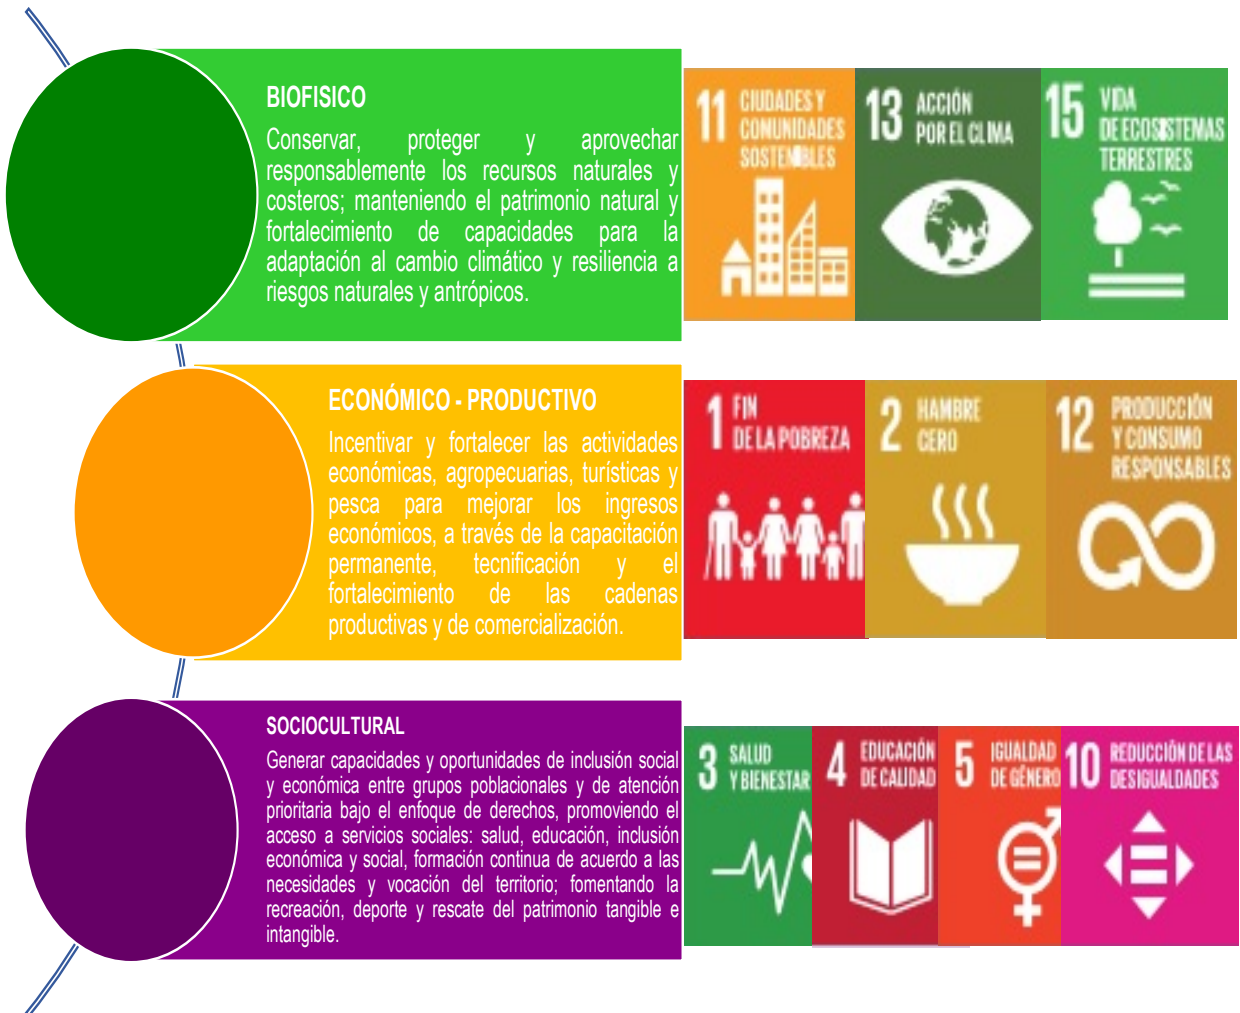 BIOFISICO
Conservar, proteger y aprovechar
responsablemente los recursos naturales y
costeros; manteniendo el patrimonio natural y
fortalecimiento de capacidades para la
adaptación al cambio climático y resiliencia a
riesgos naturales y antrópicos.
11 CIUDADES Y
COMUNIDADES
SOSTENIBLES
13 ACCIÓN
POR EL CLIMA
15 VIDA
DE ECOSISTEMAS
TERRESTRES
ECONÓMICO - PRODUCTIVO
Incentivar y fortalecer las actividades
económicas, agropecuarias, turísticas y
pesca para mejorar los ingresos
económicos, a través de la capacitación
permanente, tecnificación y el
fortalecimiento de las cadenas
productivas y de comercialización.
1 FIN
DE LA POBREZA
2 HAMBRE
CERO
12 PRODUCCIÓN
Y CONSUMO
RESPONSABLES
SOCIOCULTURAL
Generar capacidades y oportunidades de inclusión social
y económica entre grupos poblacionales y de atención
prioritaria bajo el enfoque de derechos, promoviendo el
acceso a servicios sociales: salud, educación, inclusión
económica y social, formación continua de acuerdo a las
necesidades y vocación del territorio; fomentando la
recreación, deporte y rescate del patrimonio tangible e
intangible.
3 SALUD
Y BIENESTAR
4 EDUCACIÓN
DE CALIDAD
5 IGUALDAD
DE GÉNERO
10 REDUCCIÓN DE LAS
DESIGUALDADES